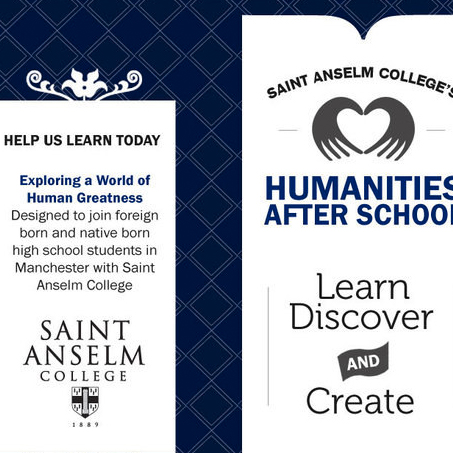 HELP US LEARN TODAY
Exploring a World of
Human Greatness
Designed to join foreign
born and native born
high school students in
Manchester with Saint
Anselm College
SAINT
ANSELM
COLLEGE
1889
SAINT ANSELM COLLEGE'S
HUMANITIES
AFTER SCHOOL
Learn
Discover
AND
Create